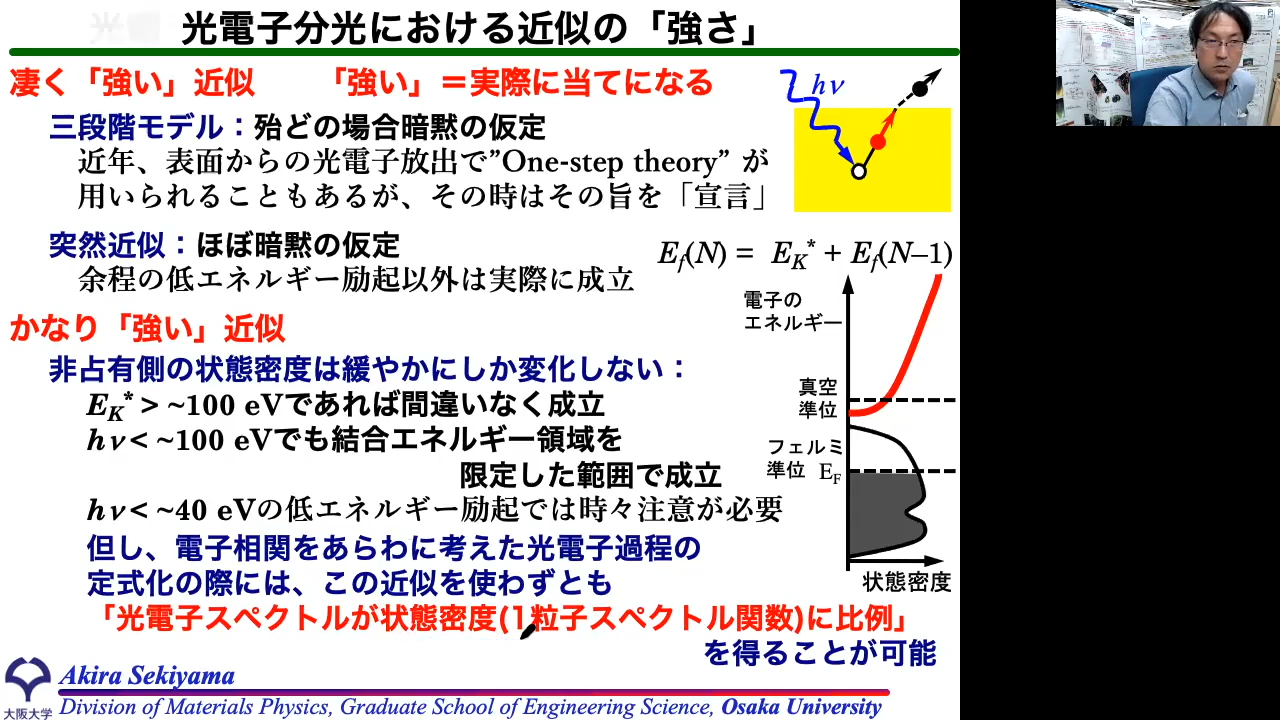 光電子分光における近似の「強さ」
凄く「強い」近似 「強い」＝実際に当てになる
三段階モデル：殆どの場合暗黙の仮定
近年、表面からの光電子放出で”One-step theory” が
用いられることもあるが、その時はその旨を「宣言」
hν
突然近似：ほぼ暗黙の仮定
余程の低エネルギー励起以外は実際に成立
Ef(N) = EK* + Ef(N–1)
かなり「強い」近似
非占有側の状態密度は緩やかにしか変化しない：
EK* > ~100 eVであれば間違いなく成立
hν < ~100 eVでも結合エネルギー領域を
限定した範囲で成立
hν < ~40 eVの低エネルギー励起では時々注意が必要
但し、電子相関をあらわに考えた光電子過程の
定式化の際には、この近似を使わずとも
「光電子スペクトルが状態密度(1粒子スペクトル関数)に比例」
を得ることが可能
電子の
エネルギー
真空
準位
フェルミ
準位 EF
状態密度
大阪大学
Akira Sekiyama
Division of Materials Physics, Graduate School of Engineering Science, Osaka University